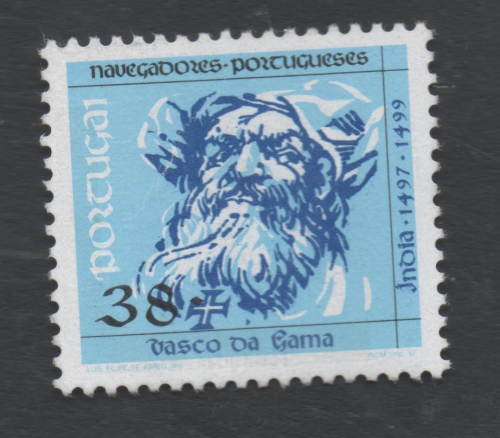 navegadores · portugueses
portugal
Índia · 1497 · 1499
38.
vasco da Gama